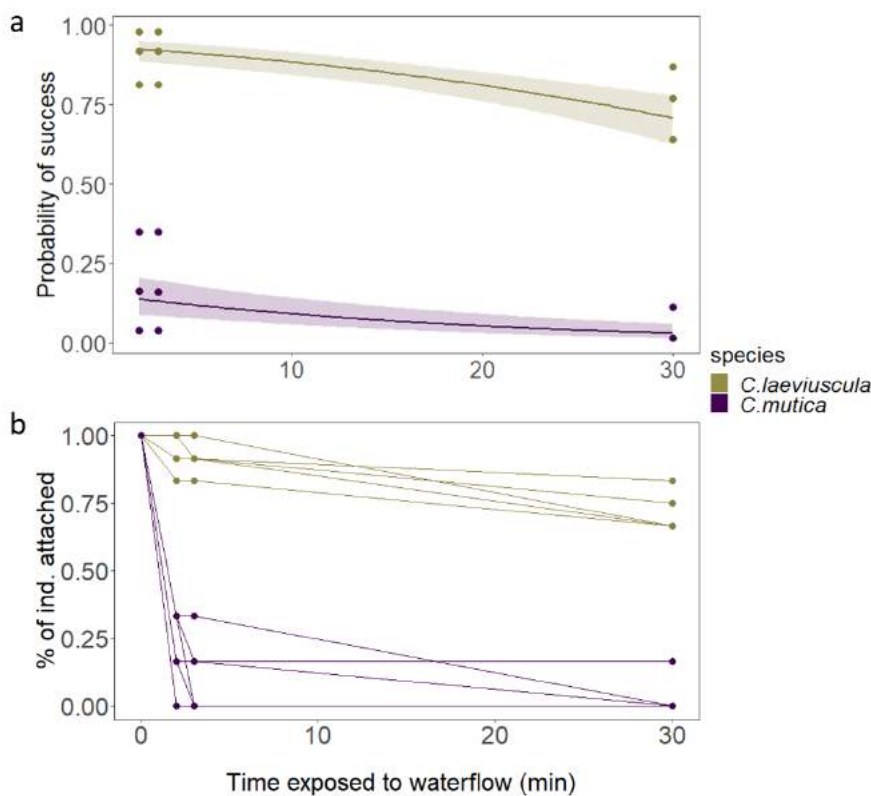 a
Probability of success
1.00
0.75
0.50
0.25
0.00
10
20
30
species
C.laeviuscula
C.mutica
b
% of ind. attached
1.00
0.75
0.50
0.25
0.00
0
10
20
30
Time exposed to waterflow (min)